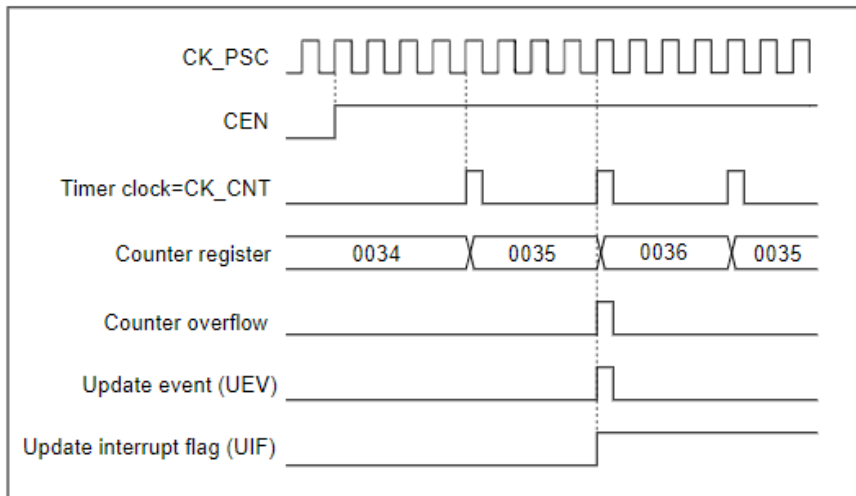 CK_PSC
CEN
Timer clock=CK_CNT
Counter register 0034 0035 0036 0035
Counter overflow
Update event (UEV)
Update interrupt flag (UIF)